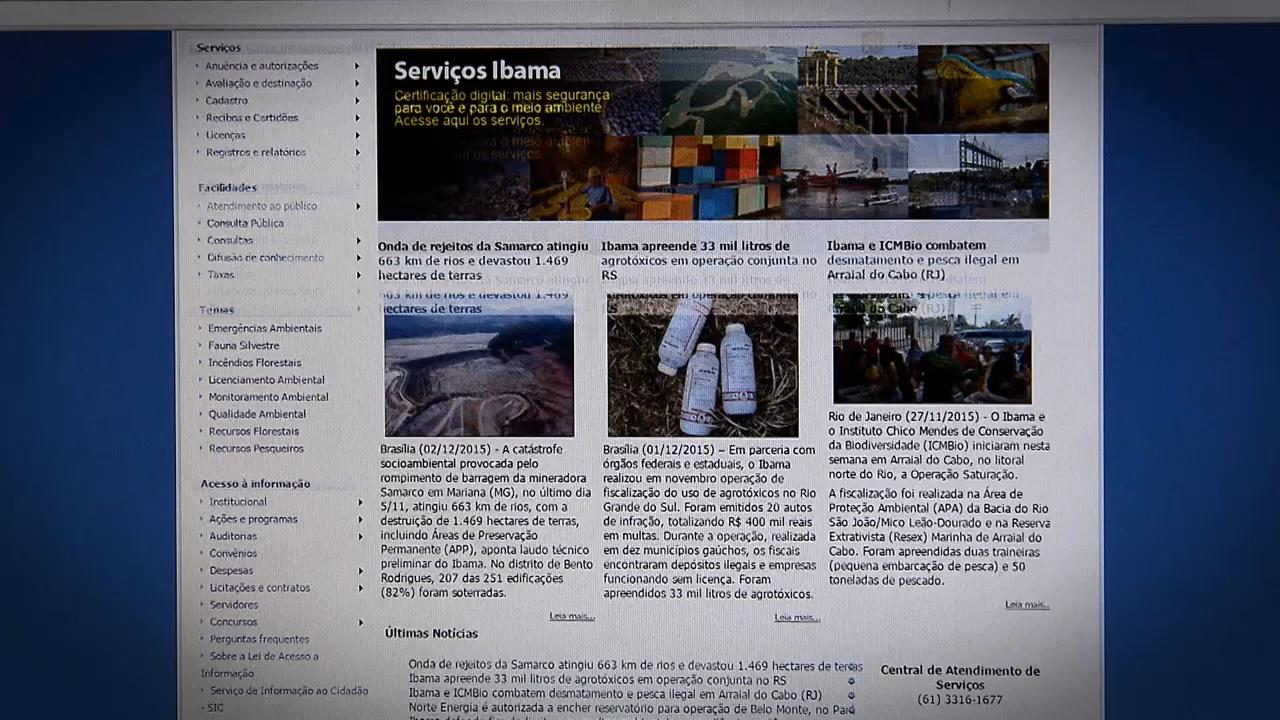 Serviços
Anuência e autorizações
Avaliação e destinação
Cadastro
Recibos e Certidões
Licenças
Registros e relatórios
Facilidades
Atendimento ao público
Consulta Pública
Consultas
Difusão de conhecimento
Taxas
Temas
Emergências Ambientais
Fauna Silvestre
Incêndios Florestais
Licenciamento Ambiental
Monitoramento Ambiental
Qualidade Ambiental
Recursos Florestais
Recursos Pesqueiros
Acesso à informação
Institucional
Ações e programas
Auditorias
Convênios
Despesas
Licitações e contratos
Servidores
Concursos
Perguntas frequentes
Sobre a Lei de Acesso a
Informação
Serviço de Informação ao Cidadão
- SIC
Serviços Ibama
Certificação digital: mais segurança
para você e para o meio ambiente
Acesse aqui os serviços.
Onda de rejeitos da Samarco atingiu
663 km de rios e devastou 1.469
hectares de terras
Brasília (02/12/2015) - A catástrofe
socioambiental provocada pelo
rompimento de barragem da mineradora
Samarco em Mariana (MG), no último dia
5/11, atingiu 663 km de rios, com a
destruição de 1.469 hectares de terras,
incluindo Áreas de Preservação
Permanente (APP), aponta laudo técnico
preliminar do Ibama. No distrito de Bento
Rodrigues, 207 das 251 edificações
(82%) foram soterradas.
Leia mais...
Ibama apreende 33 mil litros de
agrotóxicos em operação conjunta no
RS
Brasília (01/12/2015) – Em parceria com
órgãos federais e estaduais, o Ibama
realizou em novembro operação de
fiscalização do uso de agrotóxicos no Rio
Grande do Sul. Foram emitidos 20 autos
de infração, totalizando R$ 400 mil reais
em multas. Durante a operação, realizada
em dez municípios gaúchos, os fiscais
encontraram depósitos ilegais e empresas
funcionando sem licença. Foram
apreendidos 33 mil litros de agrotóxicos.
Leia mais...
Ibama e ICMBio combatem
desmatamento e pesca ilegal em
Arraial do Cabo (RJ)
Rio de Janeiro (27/11/2015) - O Ibama e
o Instituto Chico Mendes de Conservação
da Biodiversidade (ICMBio) iniciaram nesta
semana em Arraial do Cabo, no litoral
norte do Rio, a Operação Saturação.
A fiscalização foi realizada na Área de
Proteção Ambiental (APA) da Bacia do Rio
São João/Mico Leão-Dourado e na Reserva
Extrativista (Resex) Marinha de Arraial do
Cabo. Foram apreendidas duas traineiras
(pequena embarcação de pesca) e 50
toneladas de pescado.
Leia mais...
Últimas Notícias
Onda de rejeitos da Samarco atingiu 663 km de rios e devastou 1.469 hectares de terras
Ibama apreende 33 mil litros de agrotóxicos em operação conjunta no RS
Ibama e ICMBio combatem desmatamento e pesca ilegal em Arraial do Cabo (RJ)
Norte Energia é autorizada a encher reservatório para operação de Belo Monte, no Pará
Central de Atendimento de
Serviços
(61) 3316-1677